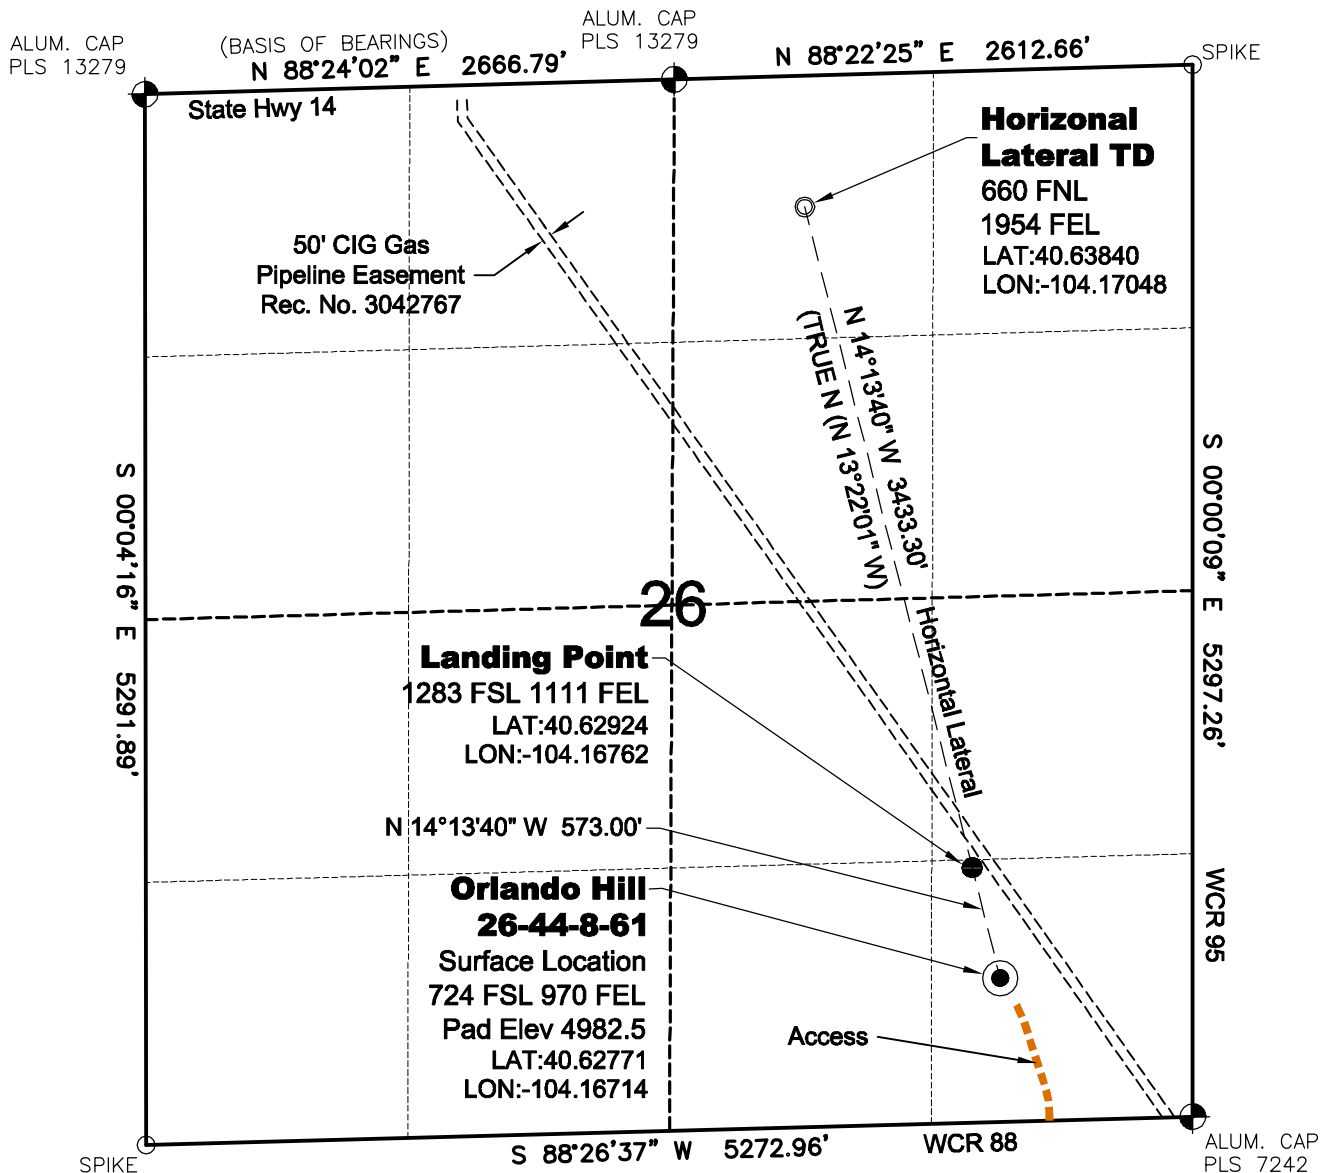 ALUM. CAP
PLS 13279
(BASIS OF BEARINGS)
N 88°24'02" E 2666.79'
ALUM. CAP
PLS 13279
N 88°22'25" E 2612.66'
SPIKE
State Hwy 14
Horizonal
Lateral TD
660 FNL
1954 FEL
LAT:40.63840
LON:-104.17048
50' CIG Gas
Pipeline Easement
Rec. No. 3042767
N 14°13'40" W 3433.30'
(TRUE N (N 13°22'01" W)
Horizontal Lateral
S 00°04'16" E 5291.89'
S 00°00'09" E 5297.26'
26
Landing Point
1283 FSL 1111 FEL
LAT:40.62924
LON:-104.16762
N 14°13'40" W 573.00'
Orlando Hill
26-44-8-61
Surface Location
724 FSL 970 FEL
Pad Elev 4982.5
LAT:40.62771
LON:-104.16714
WCR 95
Access
S 88°26'37" W 5272.96'
WCR 88
SPIKE
ALUM. CAP
PLS 7242